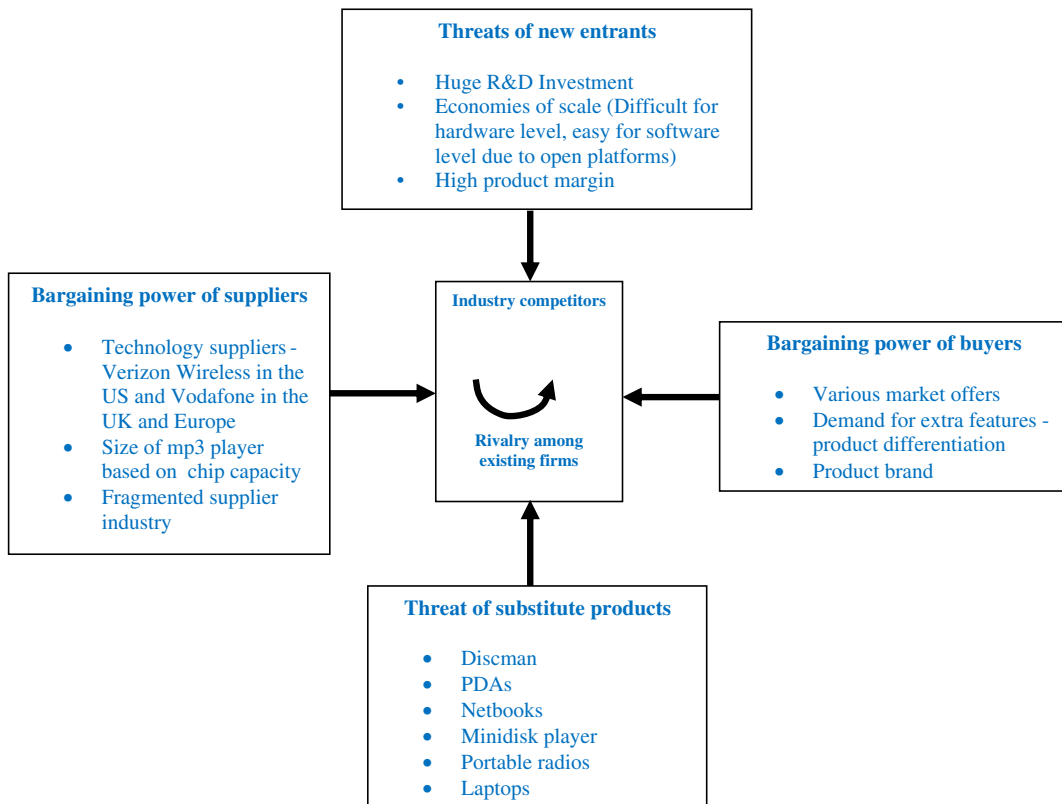 Threats of new entrants
• Huge R&D Investment
• Economies of scale (Difficult for
hardware level, easy for software
level due to open platforms)
• High product margin
Bargaining power of suppliers
• Technology suppliers -
Verizon Wireless in the
US and Vodafone in the
UK and Europe
• Size of mp3 player
based on chip capacity
• Fragmented supplier
industry
Industry competitors
Rivalry among
existing firms
Bargaining power of buyers
• Various market offers
• Demand for extra features -
product differentiation
• Product brand
Threat of substitute products
• Discman
• PDAs
• Netbooks
• Minidisk player
• Portable radios
• Laptops